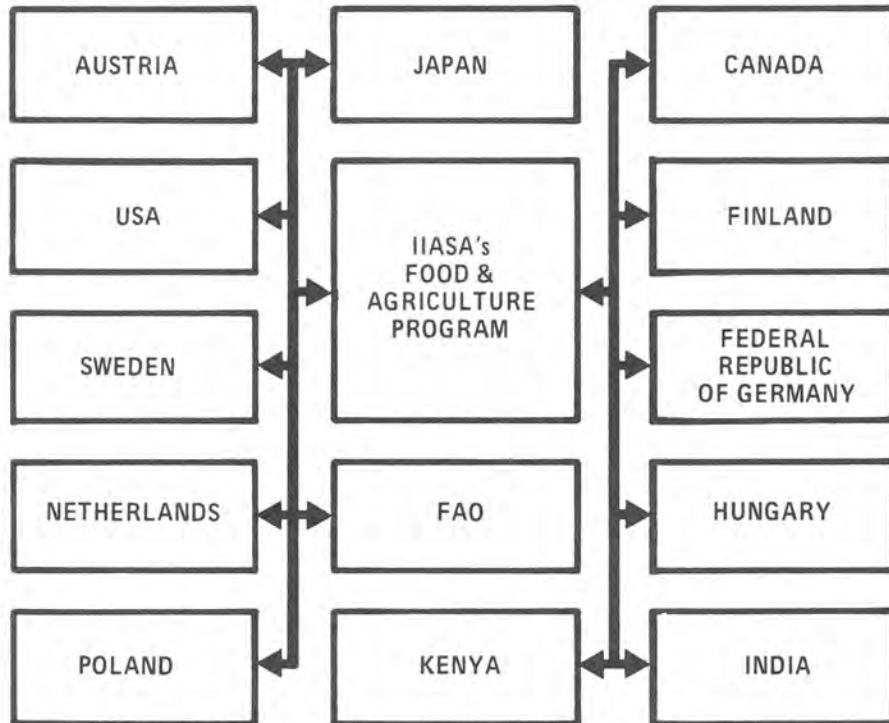 AUSTRIA
JAPAN
CANADA
USA
IIASA's
FOOD &
AGRICULTURE
PROGRAM
FINLAND
SWEDEN
FEDERAL
REPUBLIC
OF GERMANY
NETHERLANDS
FAO
HUNGARY
POLAND
KENYA
INDIA